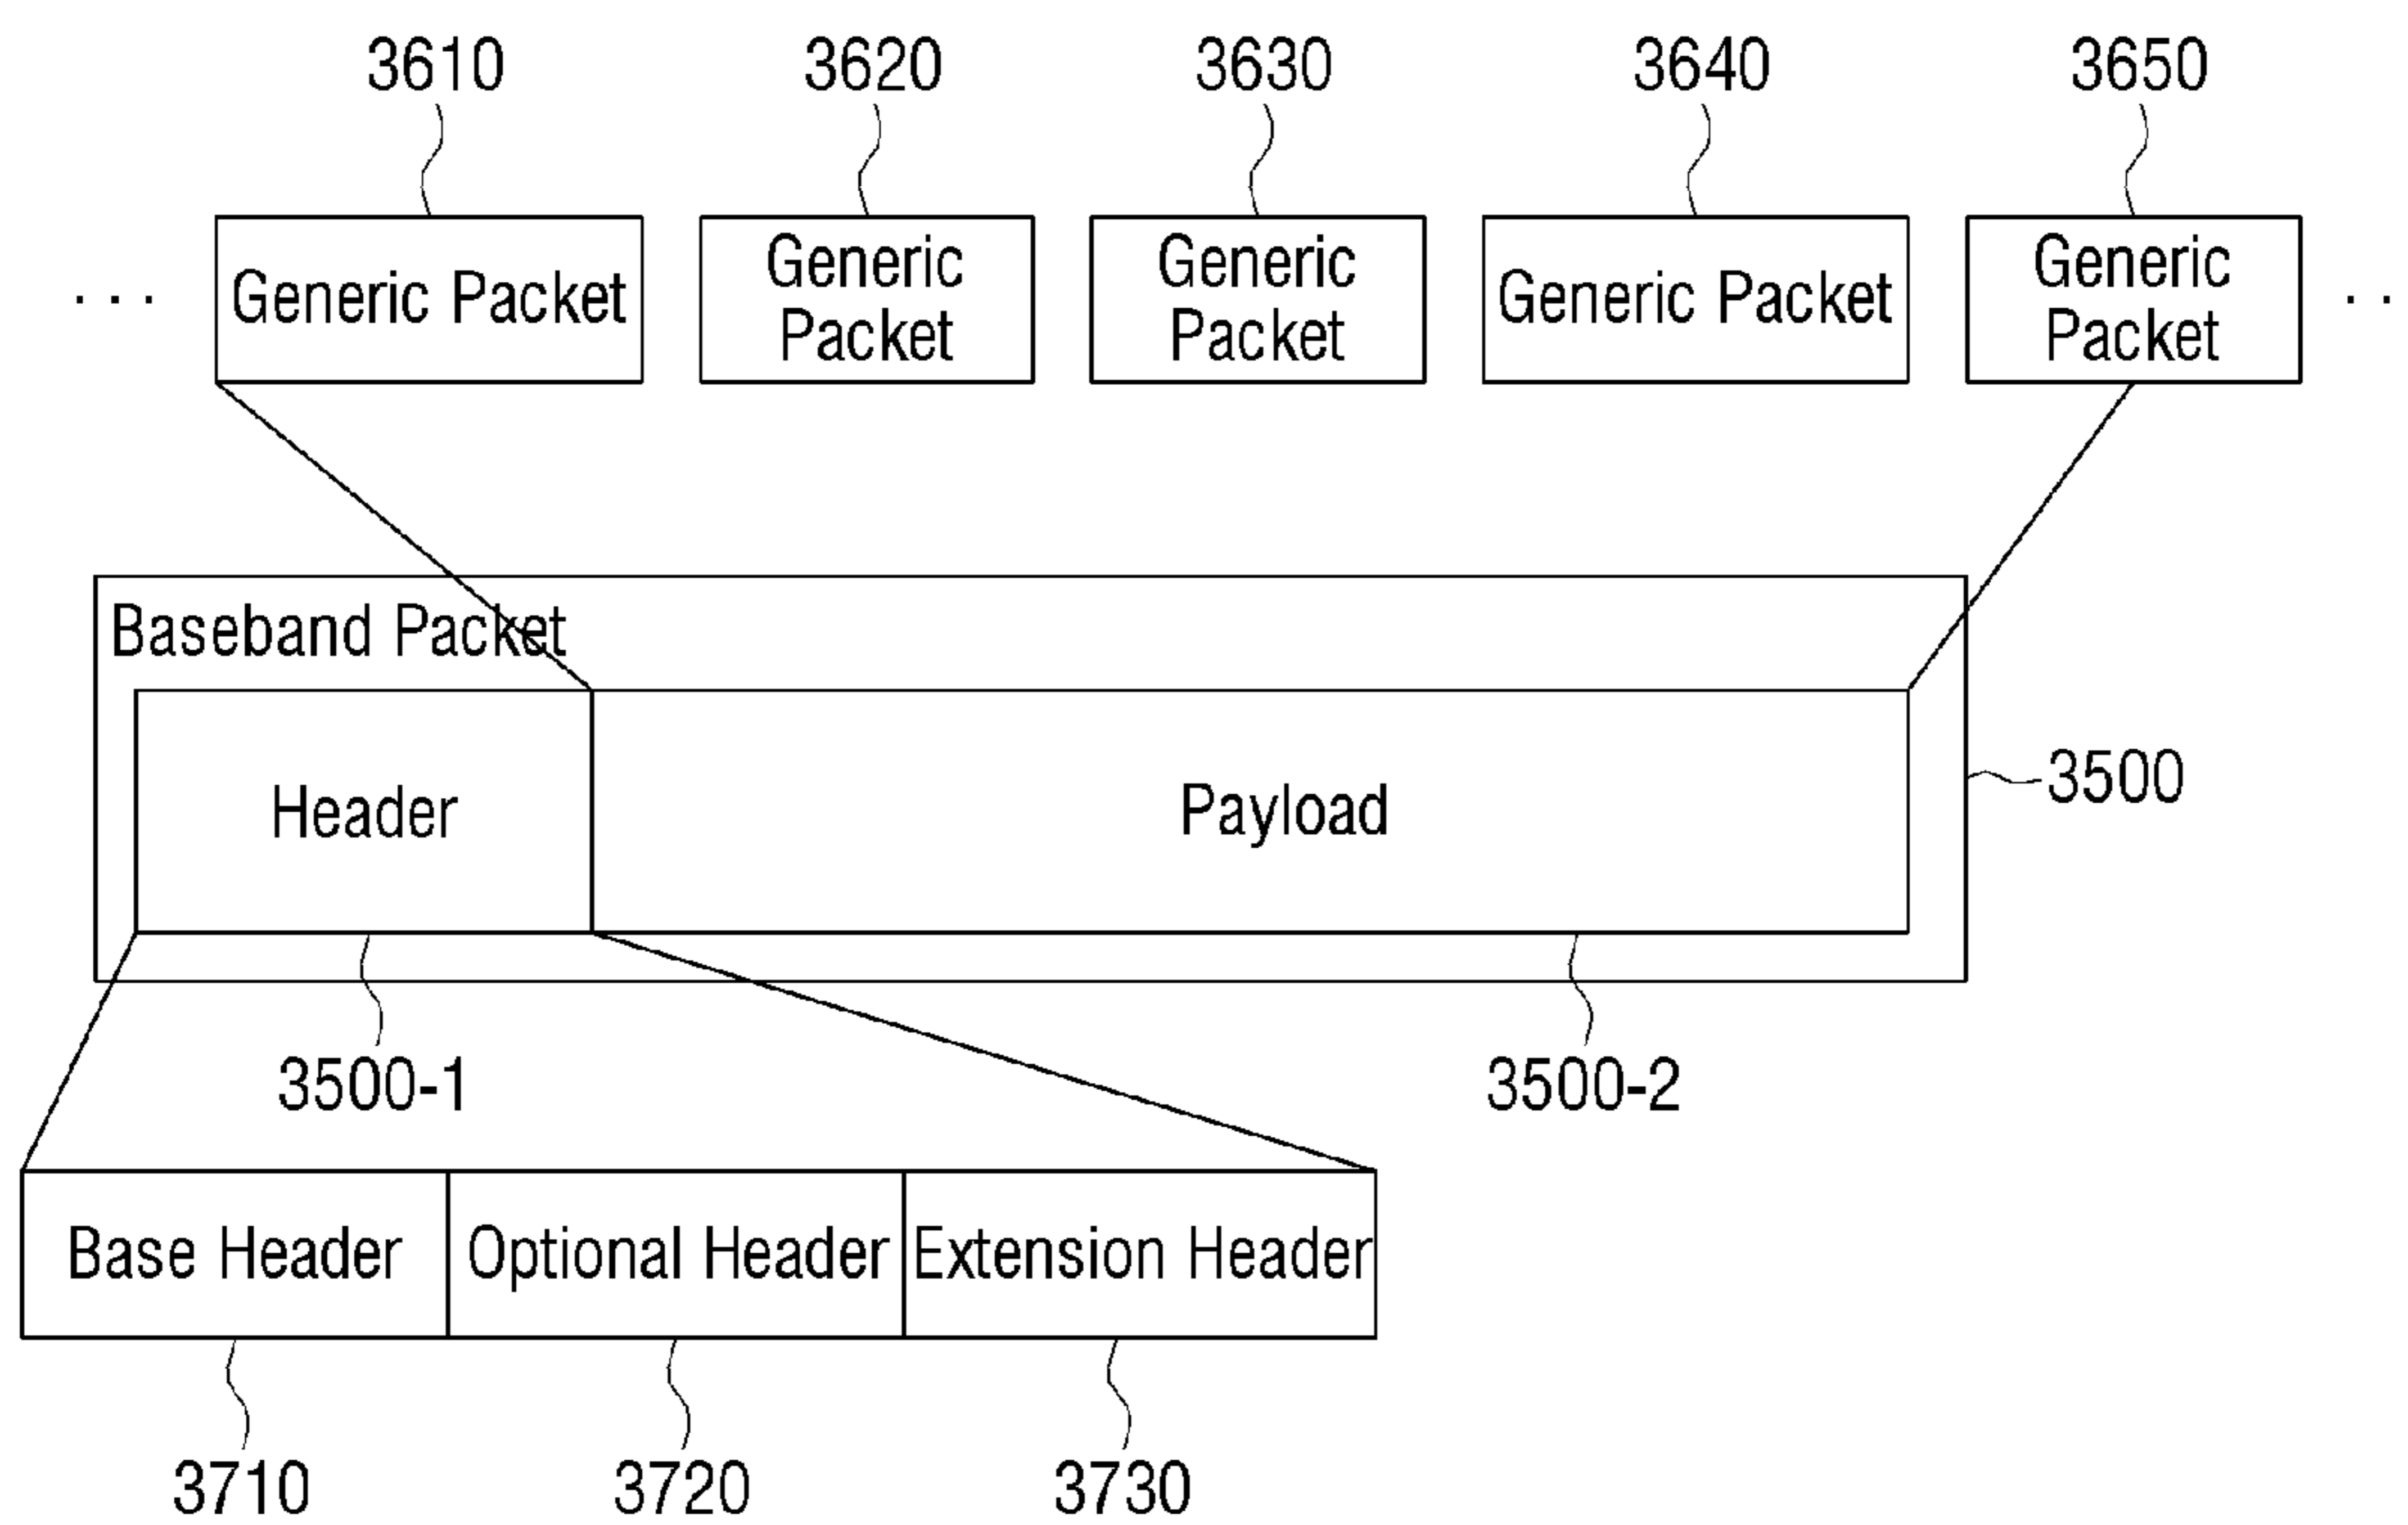 3610 3620 3630 3640 3650
. . . Generic Packet Generic Packet Generic Packet Generic Packet Generic Packet . .
Baseband Packet
Header Payload 3500
3500-1 3500-2
Base Header Optional Header Extension Header
3710 3720 3730